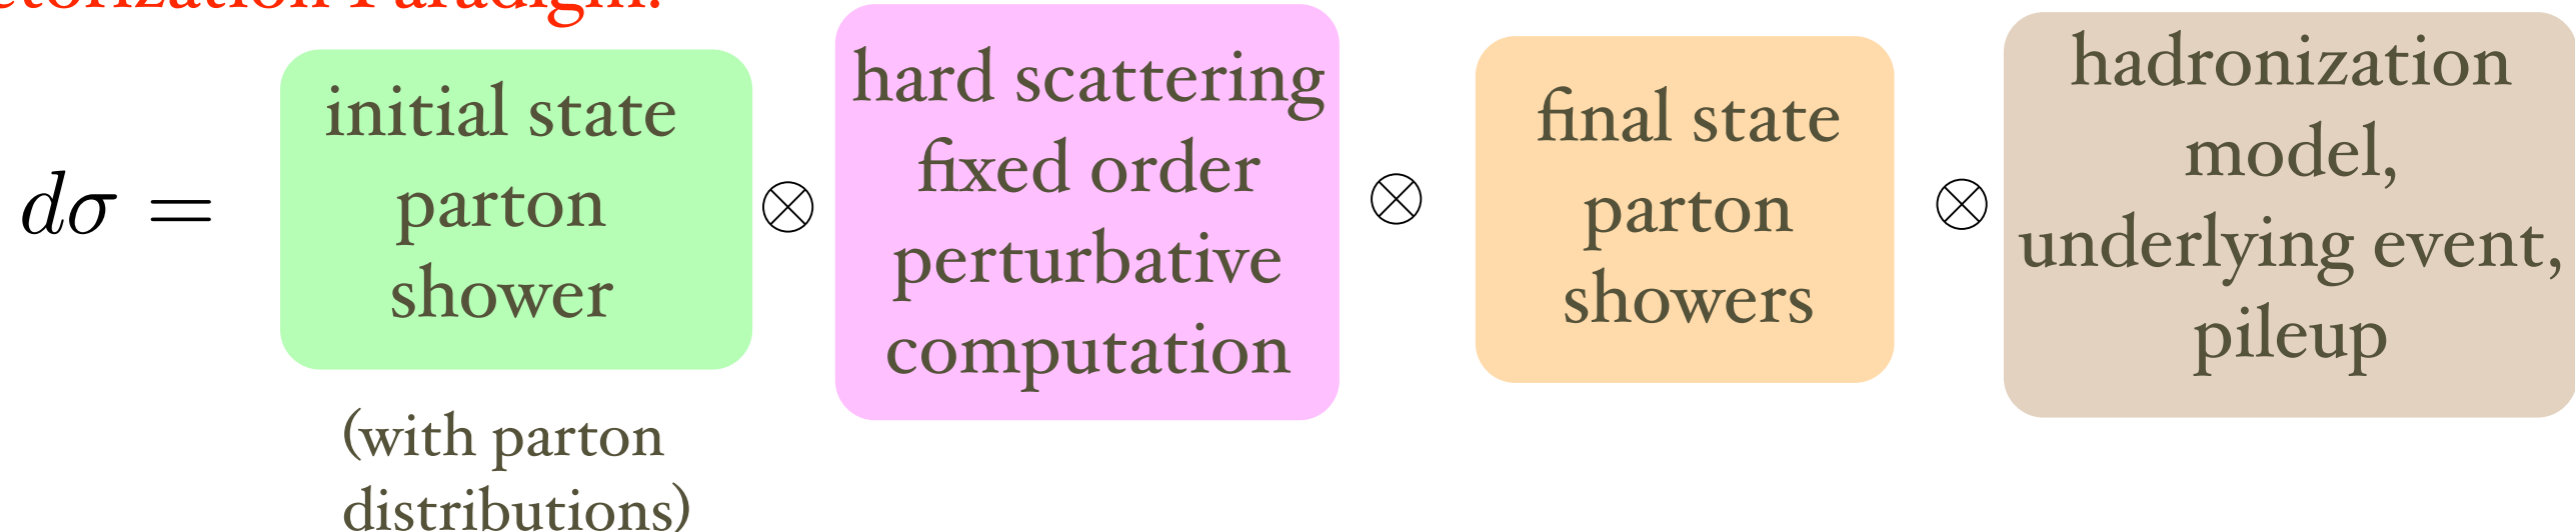 Paradigm:
dσ =
initial state
parton
shower
(with parton
distributions)
⊗
hard scattering
fixed order
perturbative
computation
⊗
final state
parton
showers
⊗
hadronization
model,
underlying event,
pileup